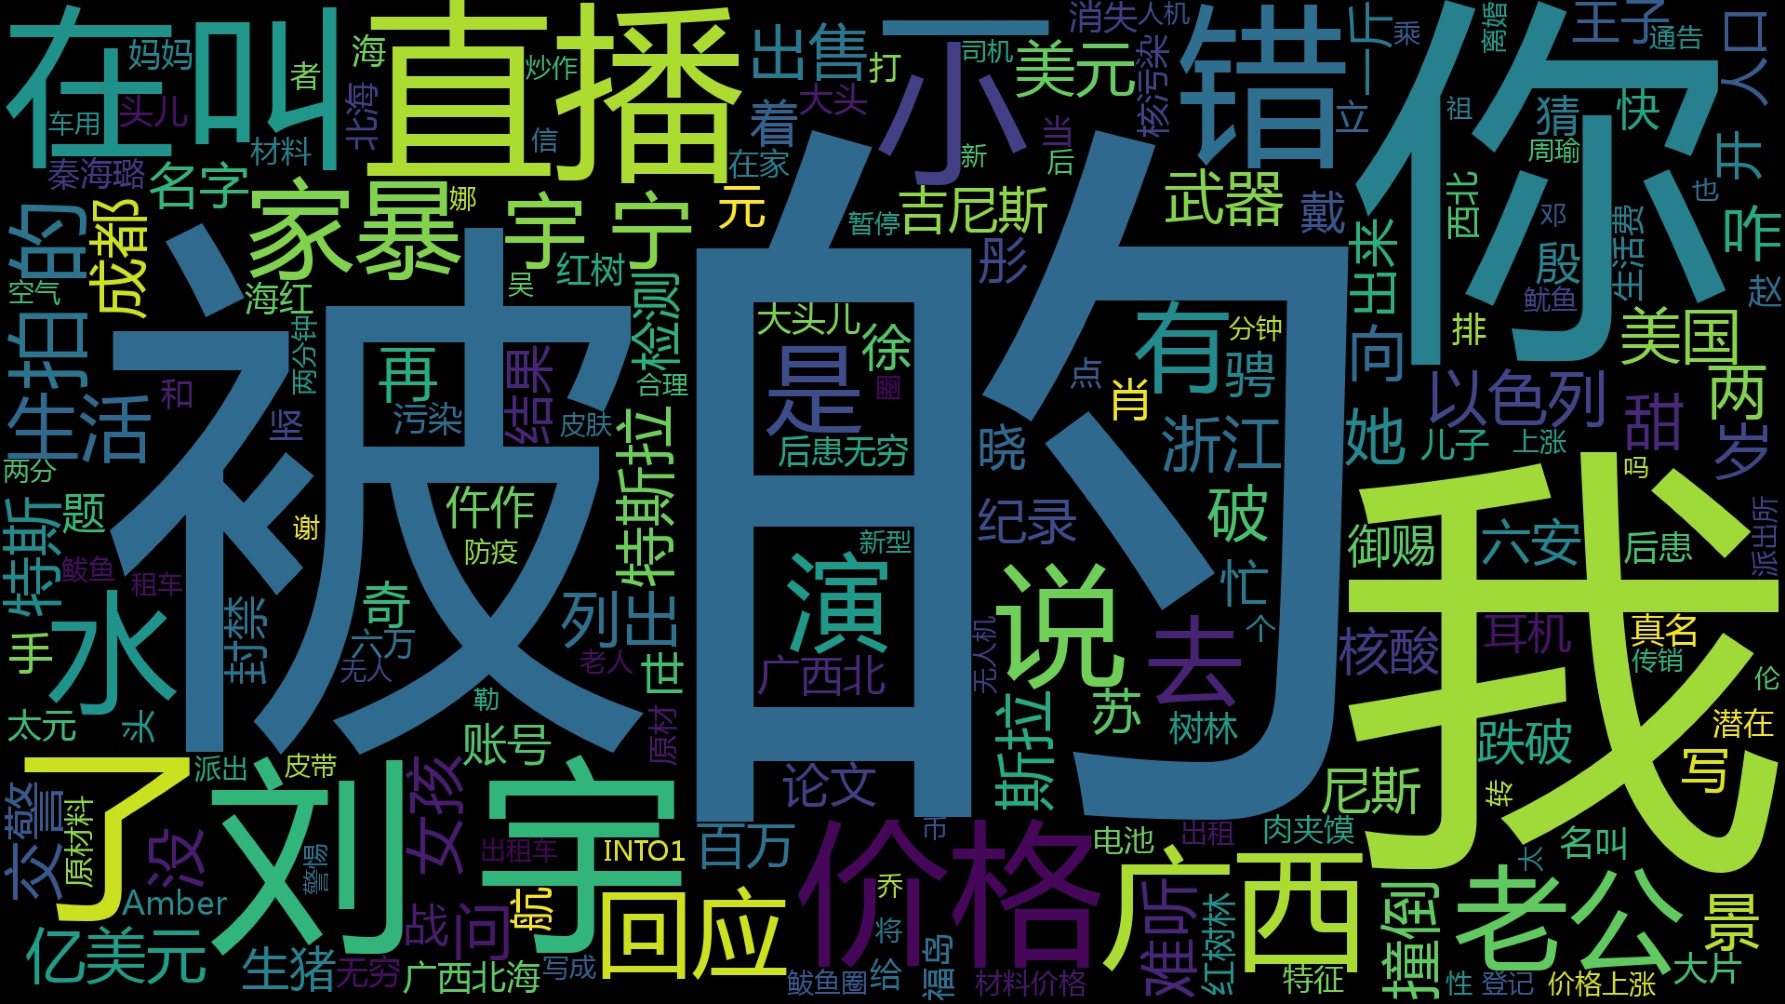 在叫
直播
示
错
你
妈妈
者
海
炒作
出售
打
司机
美元
消失
人机
核污染
一斤
乘
离婚
王子
通告
人口
车用
头儿
材料
北海
信
着
大头
在家
新
当
后
立
祖
猜
周瑜
快
开
秦海璐
名字
家暴
娜
宇
宁
元
暂停
吉尼斯
武器
戴
出来
西北
邓
殷
也
生活费
咋
拍的
成都
空气
海红
两分钟
吴
红树
检测
大头儿
徐
彤
有
分钟
骋
向
鱿鱼
排
赵
美国
件
活
和
坚
再
污染
结果
皮肤
合理
被
的
是
圈
后患无穷
点
晓
肖
浙江
她
以色列
儿子
上涨
甜
两
岁
两分
特斯
题
谢
仵作
防疫
特斯拉
新型
纪录
破
我
吗
御赐
六安
后患
派出所
鲅鱼
租车
封禁
奇
六万
无人
列出
老人
世
演
广西北
无人机
说
去
忙
个
核酸
耳机
真名
传销
伦
手
水
太元
头
勒
账号
原材
斯拉
苏
树林
跌破
潜在
写
了
派出
刘
皮带
宇
女孩
论文
尼斯
转
交警
原材料
没
警惕
出租车
INTO1
百万
价格
币
电池
出租
肉夹馍
太
名叫
Amber
战
问
航
回应
乔
将
广西
难听
红树林
撞倒
老公
景
亿美元
生猪
无穷
广西北海
写成
鲅鱼圈
给
福岛
材料价格
特征
性
登记
价格上涨
大片